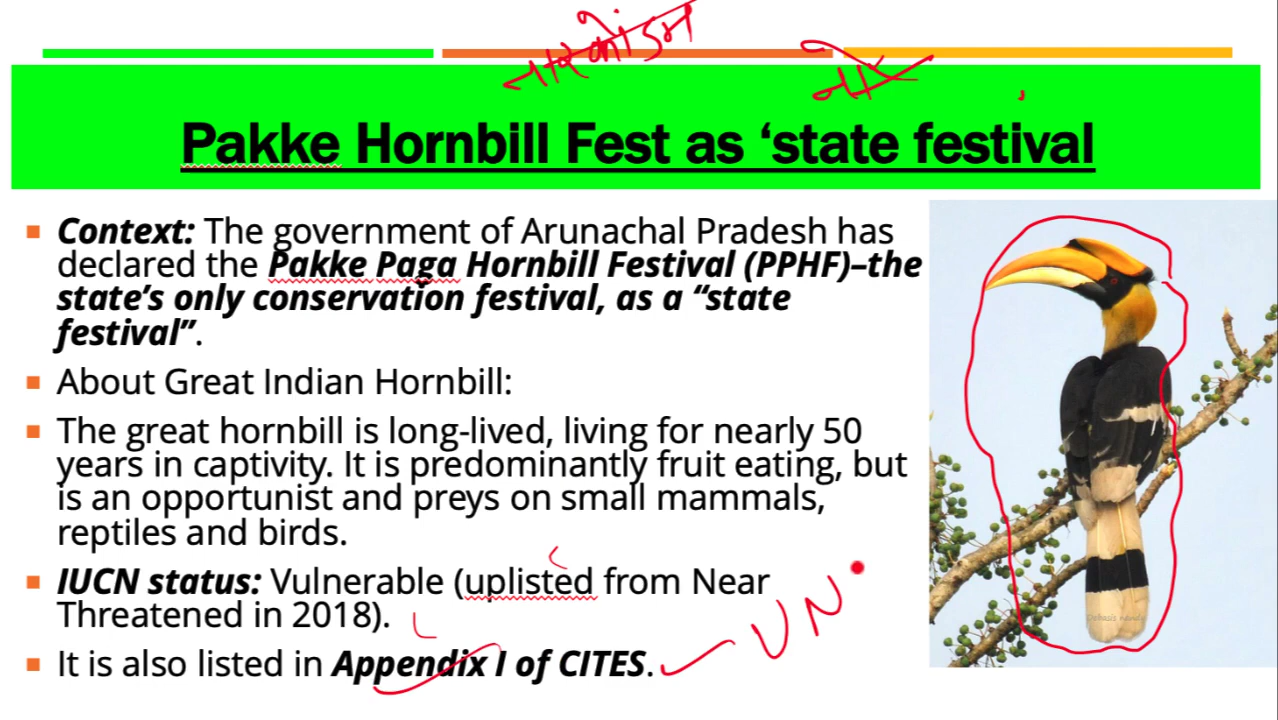 Pakke Hornbill Fest as ‘state festival
Context: The government of Arunachal Pradesh has
declared the Pakke Paga Hornbill Festival (PPHF)–the
state’s only conservation festival, as a “state
festival”.
About Great Indian Hornbill:
The great hornbill is long-lived, living for nearly 50
years in captivity. It is predominantly fruit eating, but
is an opportunist and preys on small mammals,
reptiles and birds.
IUCN status: Vulnerable (uplisted from Near
Threatened in 2018).
It is also listed in Appendix I of CITES.
UN